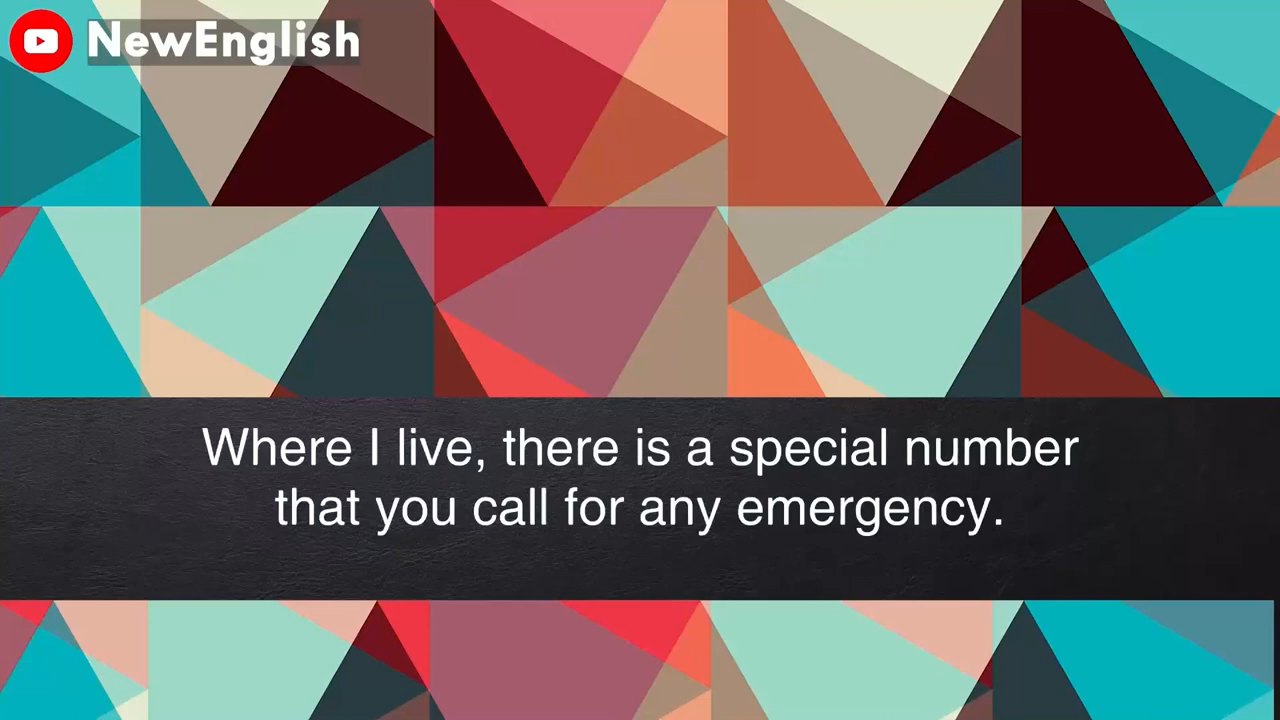 NewEnglish
Where I live, there is a special number
that you call for any emergency.